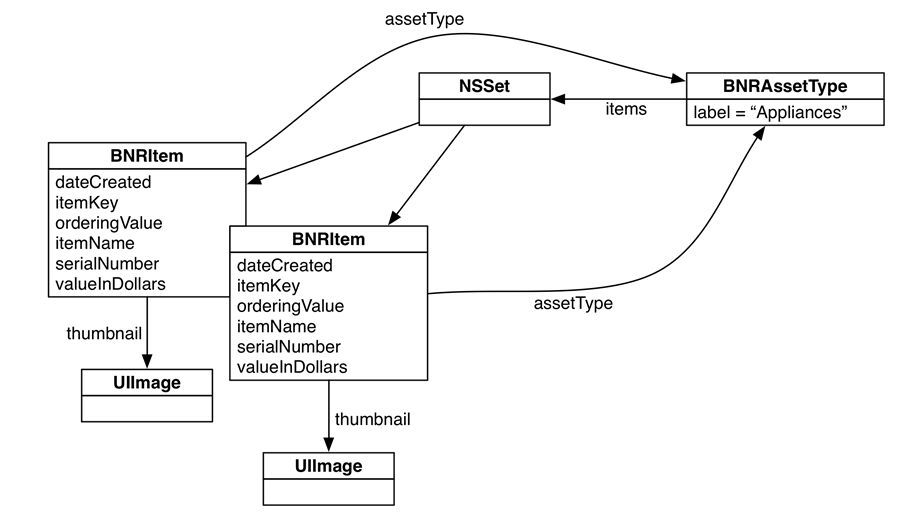 assetType
NSSet
BNRAssetType
items
label = “Appliances”
BNRItem
dateCreated
itemKey
orderingValue
itemName
serialNumber
valueInDollars
BNRItem
dateCreated
itemKey
orderingValue
itemName
serialNumber
valueInDollars
assetType
thumbnail
UIImage
thumbnail
UIImage